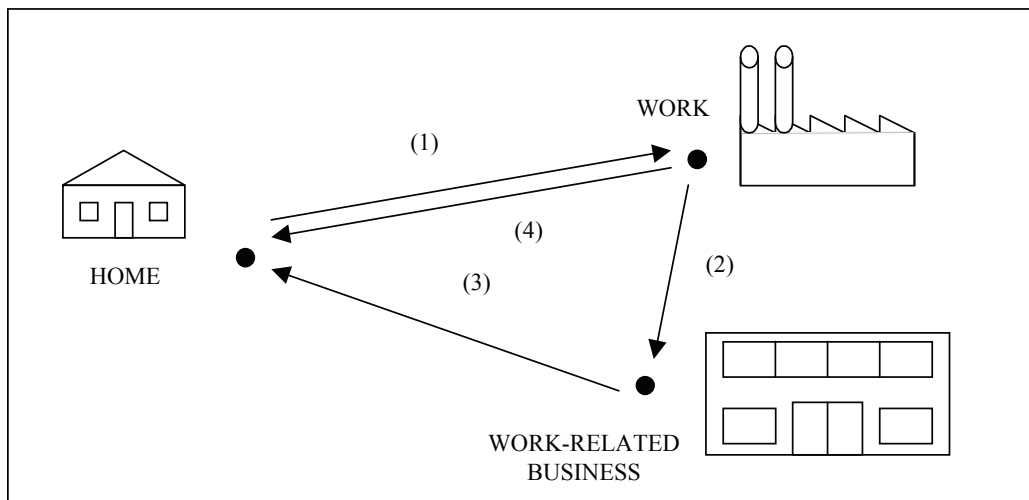 WORK
(1)
(4)
(2)
HOME
(3)
WORK-RELATED
BUSINESS